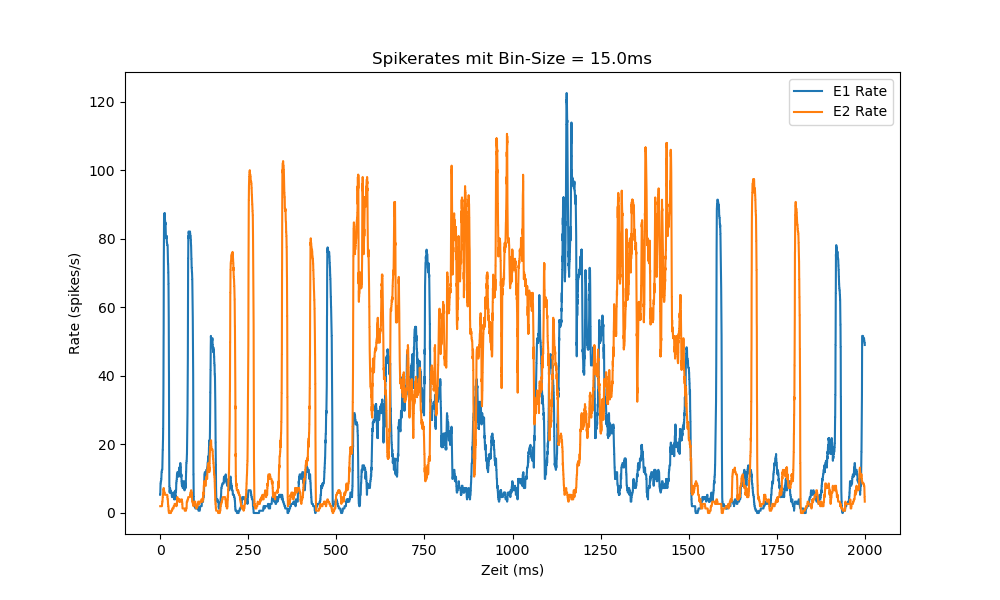 Spikerates mit Bin-Size = 15.0ms
E1 Rate
E2 Rate
120
100
80
60
40
20
0
Rate (spikes/s)
0 250 500 750 1000 1250 1500 1750 2000
Zeit (ms)